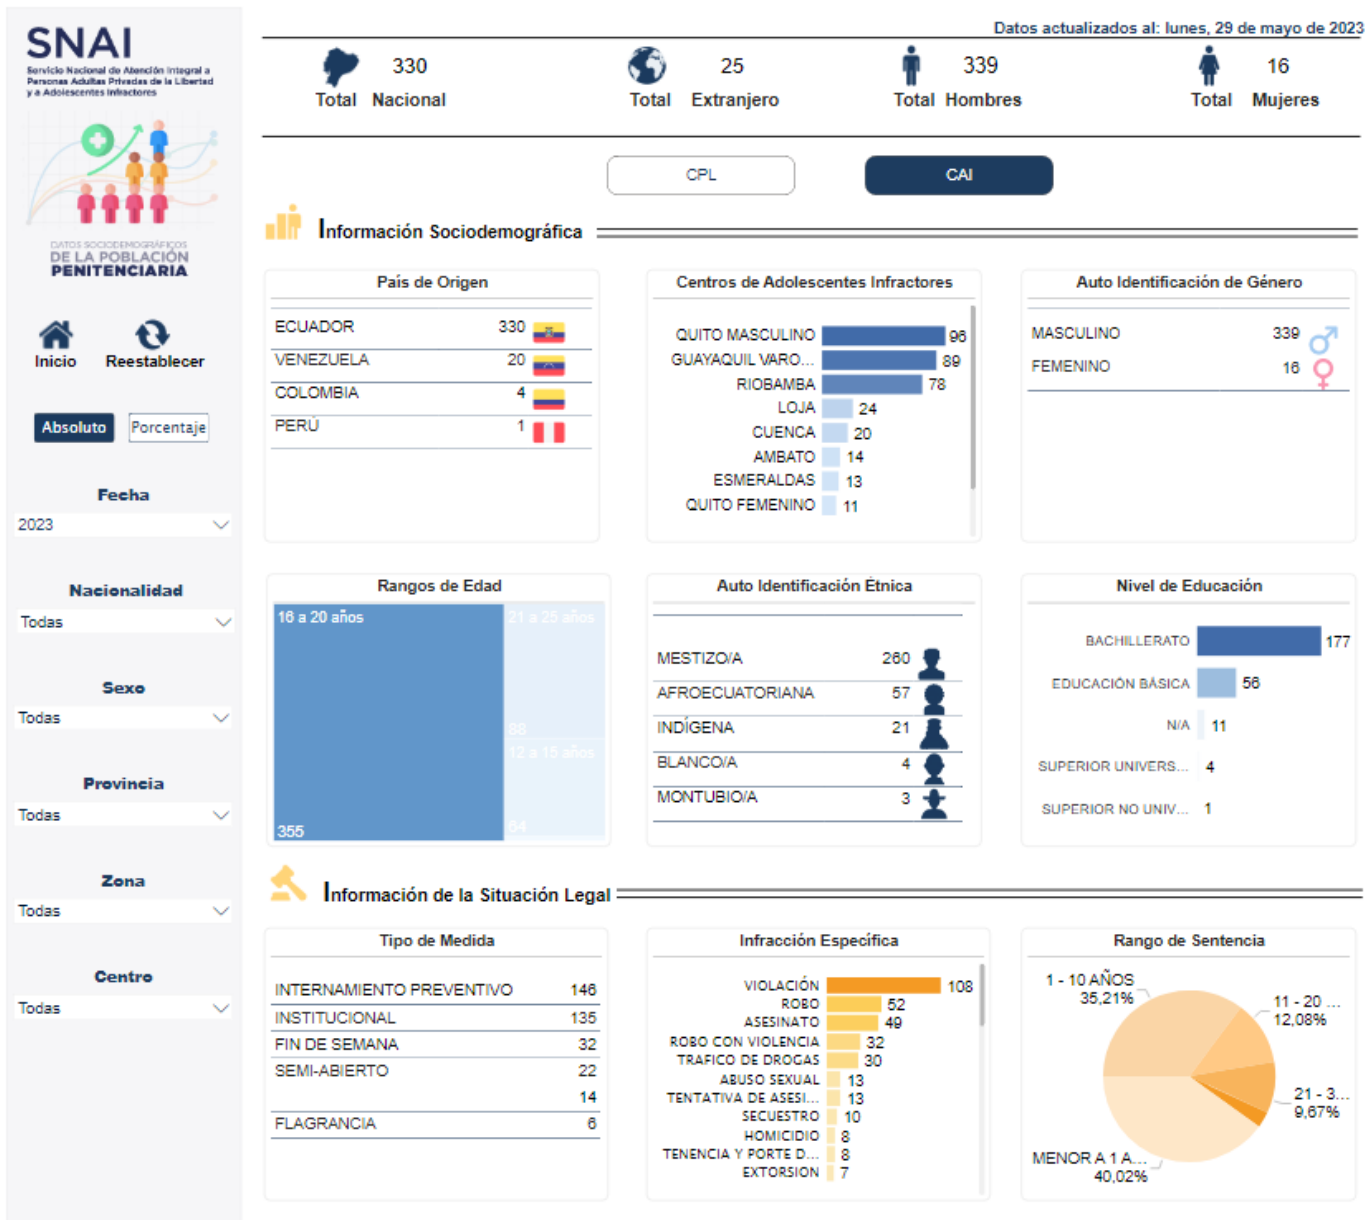 Datos actualizados al: lunes, 29 de mayo de 2023
SNAI
Servicio Nacional de Atención Integral a
Personas Adultas Privadas de la Libertad
y a Adolescentes Infractores
DATOS SOCIODEMOGRÁFICOS
DE LA POBLACIÓN
PENITENCIARIA
Inicio Reestablecer
Absoluto Porcentaje
Fecha
2023
Nacionalidad
Todas
Sexo
Todas
Provincia
Todas
Zona
Todas
Centro
Todas
330
Total Nacional
25
Total Extranjero
339
Total Hombres
16
Total Mujeres
CPL
CAI
Información Sociodemográfica
País de Origen
ECUADOR 330
VENEZUELA 20
COLOMBIA 4
PERÚ 1
Centros de Adolescentes Infractores
QUITO MASCULINO 96
GUAYAQUIL VARO... 89
RIOBAMBA 78
LOJA 24
CUENCA 20
AMBATO 14
ESMERALDAS 13
QUITO FEMENINO 11
Auto Identificación de Género
MASCULINO 339
FEMENINO 16
Rangos de Edad
16 a 20 años
355
21 a 25 años
88
12 a 15 años
64
Auto Identificación Étnica
MESTIZO/A 260
AFROECUATORIANA 57
INDÍGENA 21
BLANCO/A 4
MONTUBIO/A 3
Nivel de Educación
BACHILLERATO 177
EDUCACIÓN BÁSICA 56
N/A 11
SUPERIOR UNIVERS... 4
SUPERIOR NO UNIV... 1
Información de la Situación Legal
Tipo de Medida
INTERNAMIENTO PREVENTIVO 146
INSTITUCIONAL 135
FIN DE SEMANA 32
SEMI-ABIERTO 22
14
FLAGRANCIA 6
Infracción Específica
VIOLACIÓN 108
ROBO 52
ASESINATO 49
ROBO CON VIOLENCIA 32
TRAFICO DE DROGAS 30
ABUSO SEXUAL 13
TENTATIVA DE ASESI... 13
SECUESTRO 10
HOMICIDIO 8
TENENCIA Y PORTE D... 8
EXTORSION 7
Rango de Sentencia
1 - 10 AÑOS
35,21%
11 - 20 ...
12,08%
21 - 3...
9,67%
MENOR A 1 A...
40,02%